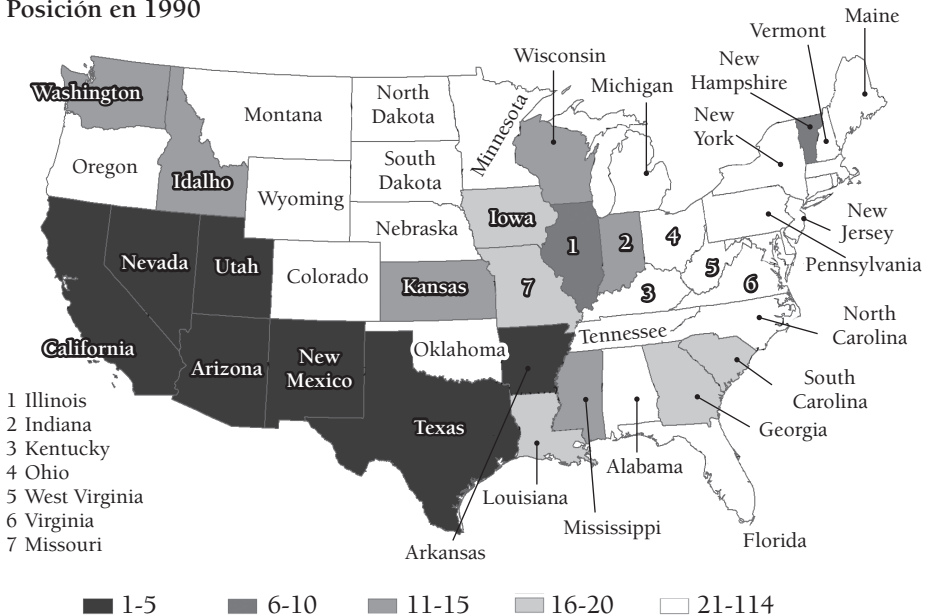 Posición en 1990
Maine
Vermont
Wisconsin
New
Hampshire
Michigan
Washington
Montana
North
Dakota
Minnesota
New
York
Oregon
Idalho
South
Dakota
Wyoming
Iowa
New
Jersey
Nebraska
1
2
4
Pennsylvania
Nevada
Utah
Colorado
Kansas
7
3
5
6
North
Carolina
California
Arizona
New
Mexico
Oklahoma
Tennessee
South
Carolina
Texas
Georgia
Alabama
Louisiana
Mississippi
Florida
Arkansas
1 Illinois
2 Indiana
3 Kentucky
4 Ohio
5 West Virginia
6 Virginia
7 Missouri
1-5
6-10
11-15
16-20
21-114